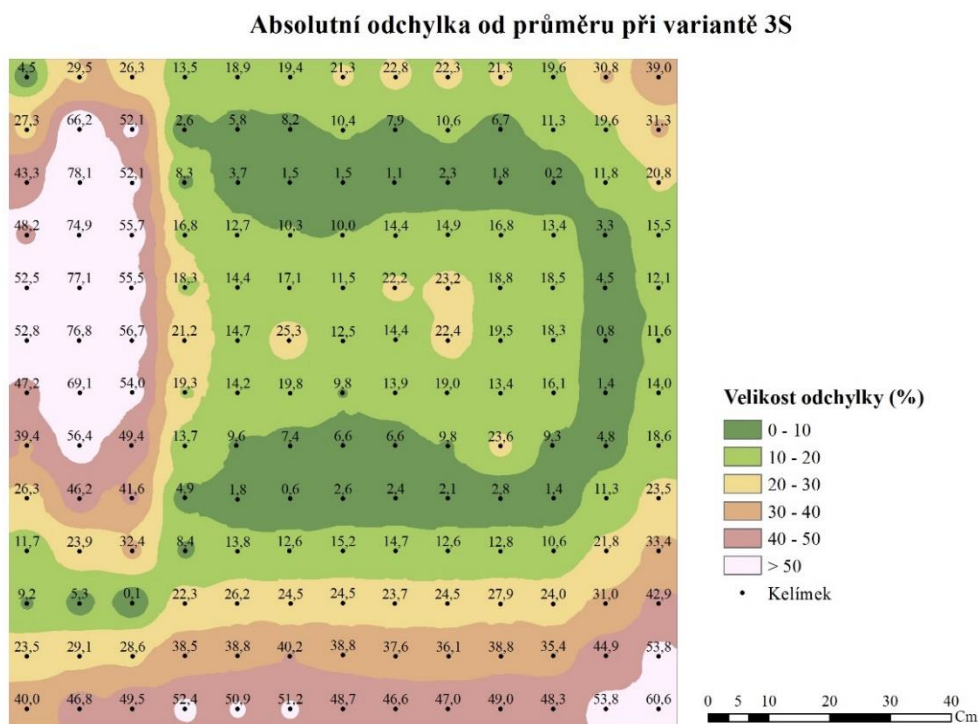 Absolutní odchylka od průměru při variantě 3S
4,5 29,5 26,3 13,5 18,9 19,4 21,3 22,8 22,3 21,3 19,6 30,8 39,0
27,3 66,2 52,1 2,6 5,8 8,2 10,4 7,9 10,6 6,7 11,3 19,6 31,3
43,3 78,1 52,1 8,3 3,7 1,5 1,5 1,1 2,3 1,8 0,2 11,8 20,8
48,2 74,9 55,7 16,8 12,7 10,3 10,0 14,4 14,9 16,8 13,4 3,3 15,5
52,5 77,1 55,5 18,3 14,4 17,1 11,5 22,2 23,2 18,8 18,5 4,5 12,1
52,8 76,8 56,7 21,2 14,7 25,3 12,5 14,4 22,4 19,5 18,3 0,8 11,6
47,2 69,1 54,0 19,3 14,2 19,8 9,8 13,9 19,0 13,4 16,1 1,4 14,0
39,4 56,4 49,4 13,7 9,6 7,4 6,6 6,6 9,8 23,6 9,3 4,8 18,6
26,3 46,2 41,6 4,9 1,8 0,6 2,6 2,4 2,1 2,8 1,4 11,3 23,5
11,7 23,9 32,4 8,4 13,8 12,6 15,2 14,7 12,6 12,8 10,6 21,8 33,4
9,2 5,3 0,1 22,3 26,2 24,5 24,5 23,7 24,5 27,9 24,0 31,0 42,9
23,5 29,1 28,6 38,5 38,8 40,2 38,8 37,6 36,1 38,8 35,4 44,9 53,8
40,0 46,8 49,5 52,4 50,9 51,2 48,7 46,6 47,0 49,0 48,3 53,8 60,6
Velikost odchylky (%)
0 - 10
10 - 20
20 - 30
30 - 40
40 - 50
> 50
Kelímek
0 5 10 20 30 40
Cm